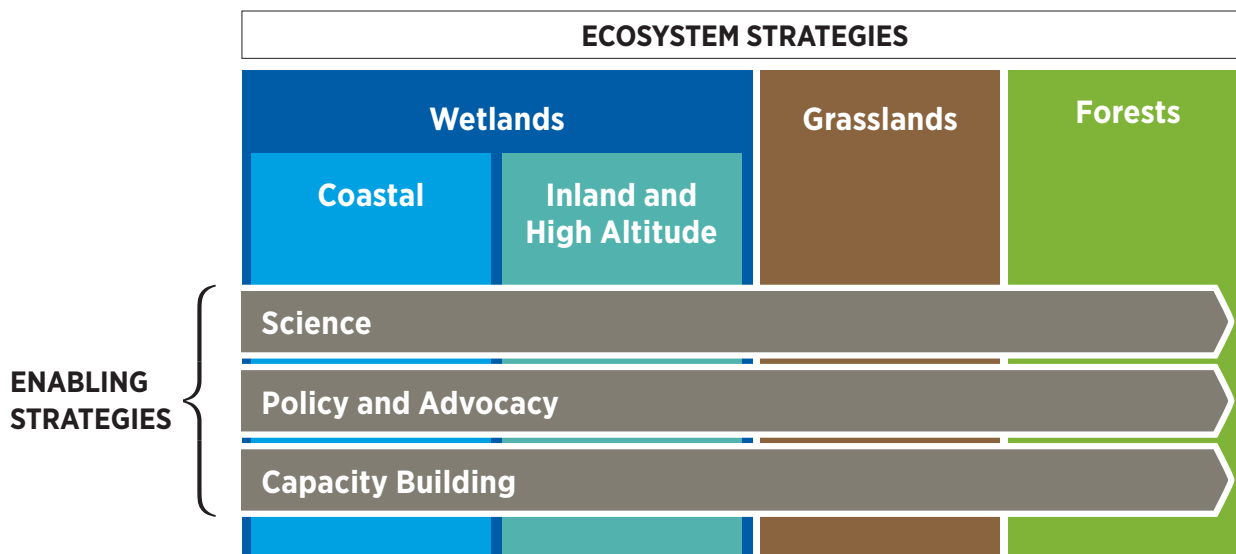 ECOSYSTEM STRATEGIES
Wetlands
Grasslands
Forests
Coastal
Inland and
High Altitude
ENABLING
STRATEGIES
Science
Policy and Advocacy
Capacity Building